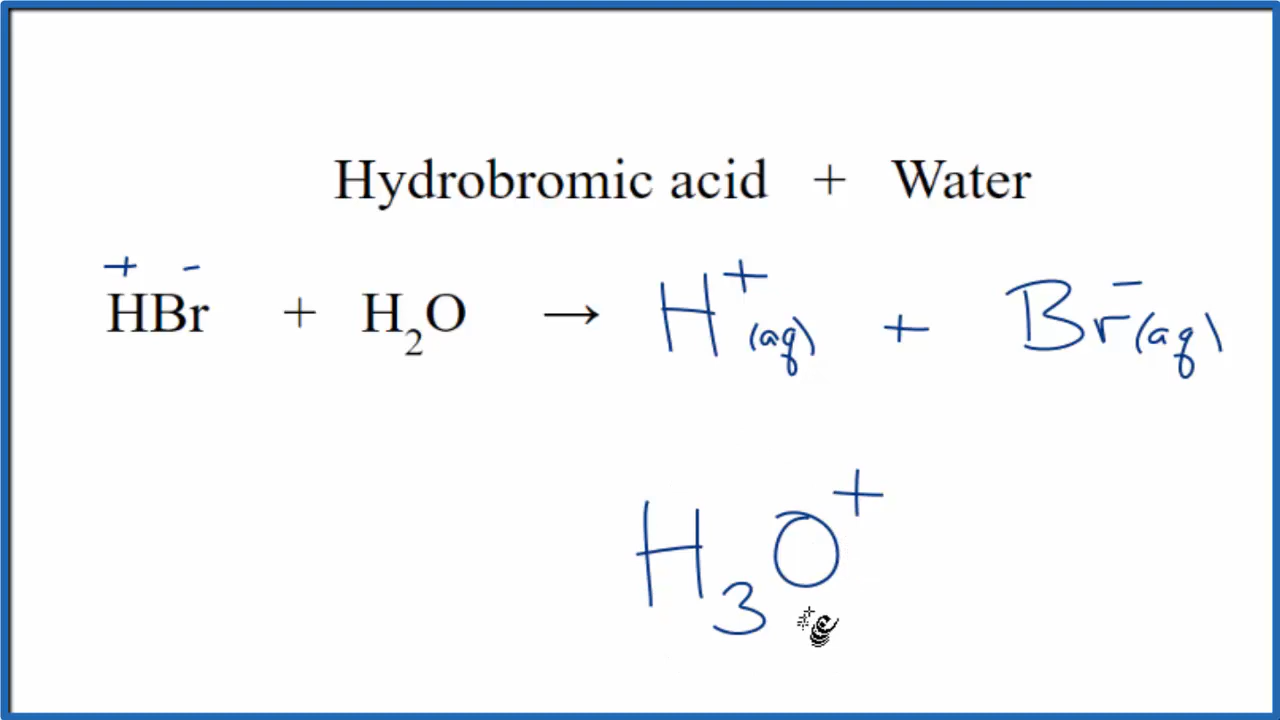 Hydrobromic acid + Water
+ -
HBr + H₂O → H⁺(aq) + Br⁻(aq)
H₃O⁺